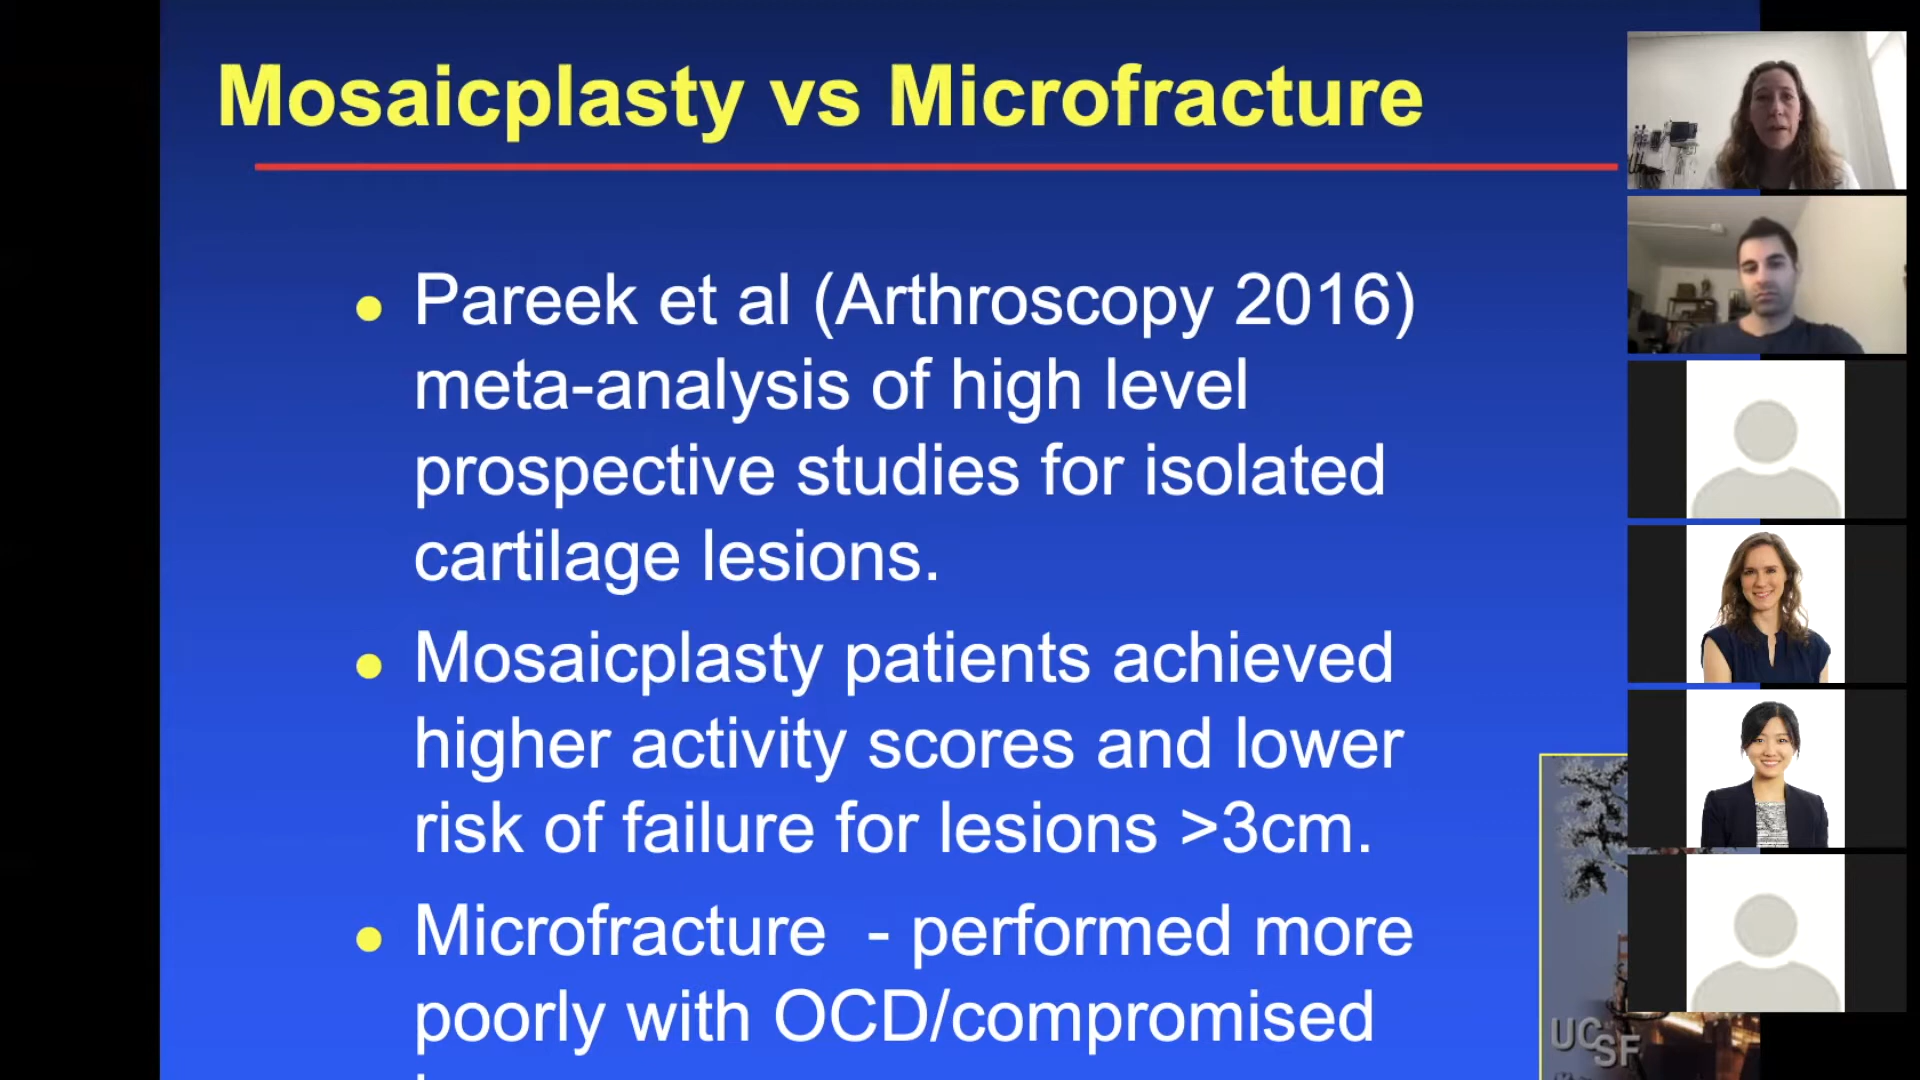 Mosaicplasty vs Microfracture
Pareek et al (Arthroscopy 2016)
meta-analysis of high level
prospective studies for isolated
cartilage lesions.
Mosaicplasty patients achieved
higher activity scores and lower
risk of failure for lesions >3cm.
Microfracture - performed more
poorly with OCD/compromised
UCSF